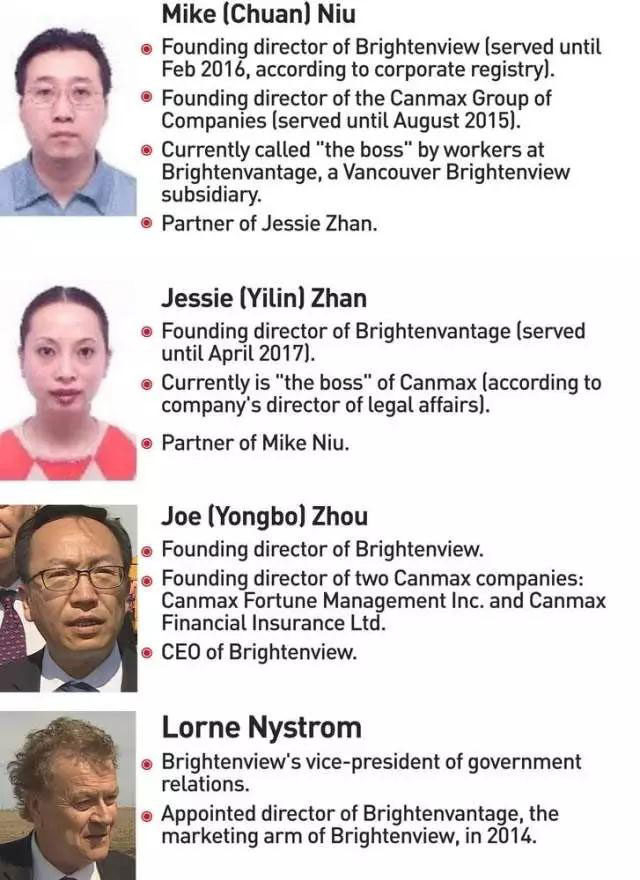 Mike (Chuan) Niu
Founding director of Brightenview (served until
Feb 2016, according to corporate registry).
Founding director of the Canmax Group of
Companies (served until August 2015).
Currently called "the boss" by workers at
Brightenvantage, a Vancouver Brightenview
subsidiary.
Partner of Jessie Zhan.
Jessie (Yilin) Zhan
Founding director of Brightenvantage (served
until April 2017).
Currently is "the boss" of Canmax (according to
company's director of legal affairs).
Partner of Mike Niu.
Joe (Yongbo) Zhou
Founding director of Brightenview.
Founding director of two Canmax companies:
Canmax Fortune Management Inc. and Canmax
Financial Insurance Ltd.
CEO of Brightenview.
Lorne Nystrom
Brightenview's vice-president of government
relations.
Appointed director of Brightenvantage, the
marketing arm of Brightenview, in 2014.